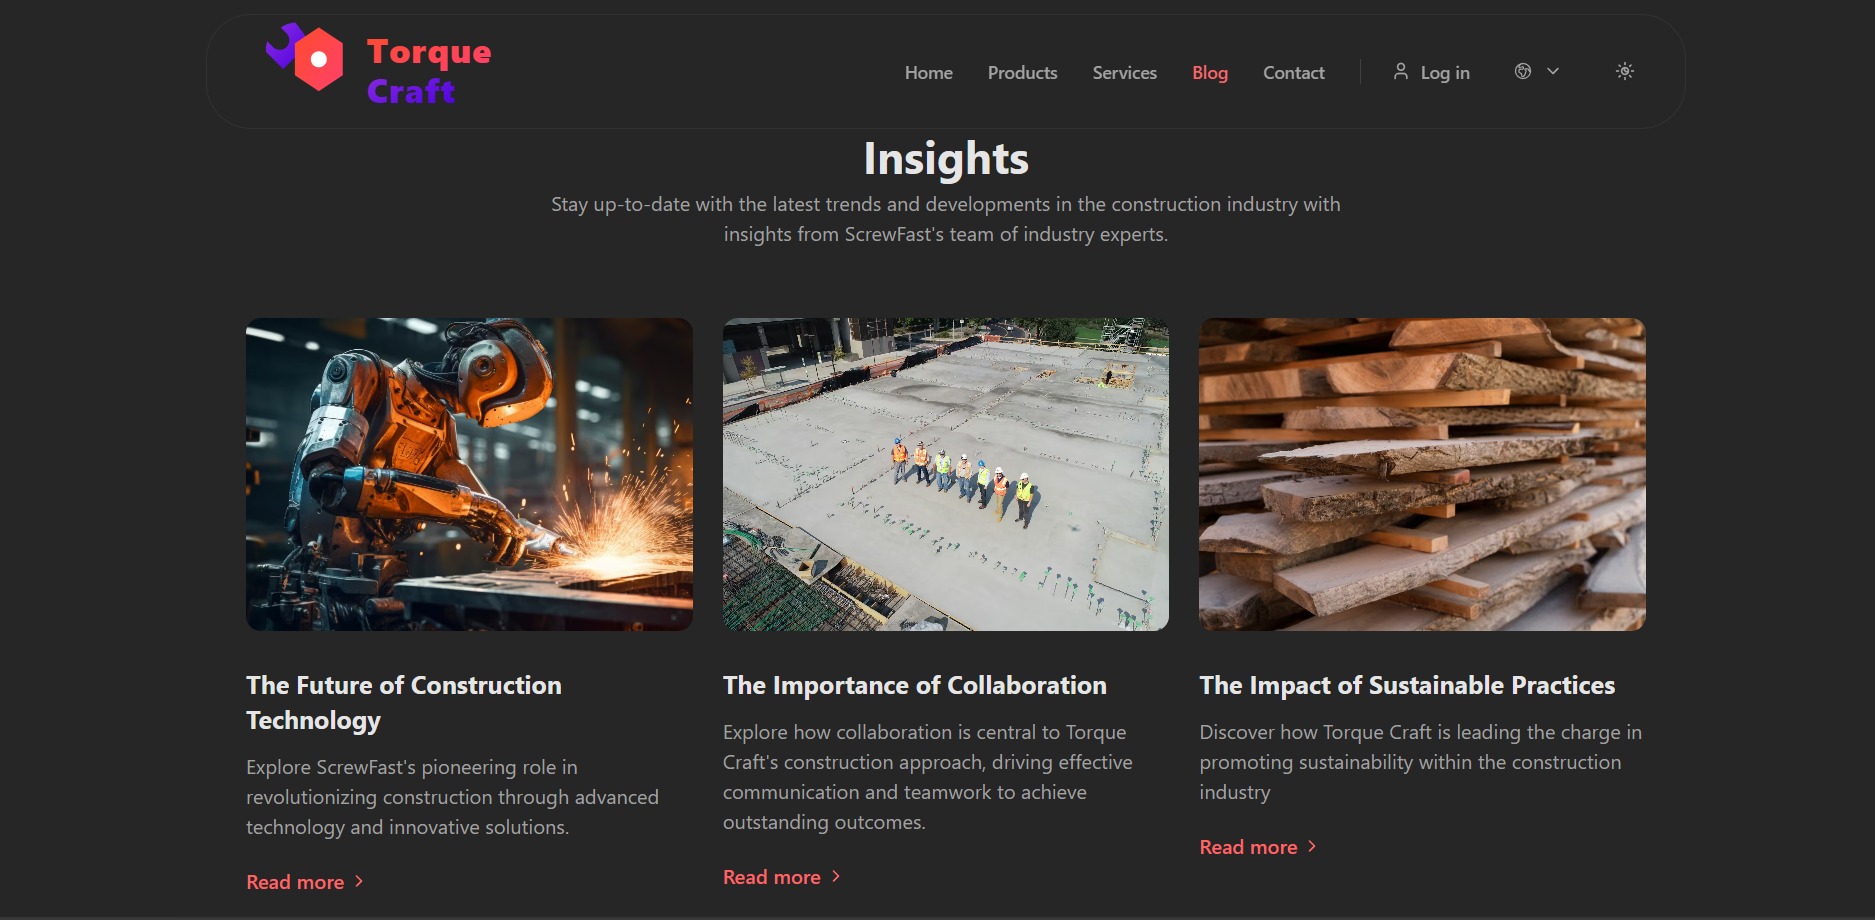 Torque
Craft
Home Products Services Blog Contact Log in
Insights
Stay up-to-date with the latest trends and developments in the construction industry with
insights from ScrewFast's team of industry experts.
The Future of Construction
Technology
Explore ScrewFast's pioneering role in
revolutionizing construction through advanced
technology and innovative solutions.
Read more
The Importance of Collaboration
Explore how collaboration is central to Torque
Craft's construction approach, driving effective
communication and teamwork to achieve
outstanding outcomes.
Read more
The Impact of Sustainable Practices
Discover how Torque Craft is leading the charge in
promoting sustainability within the construction
industry
Read more